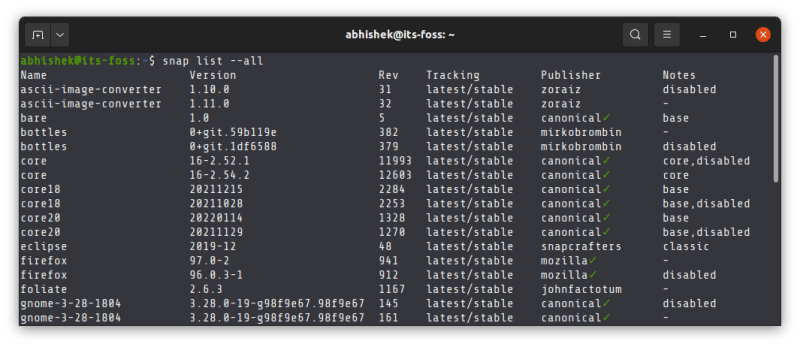 abhishek@its-foss: ~
abhishek@its-foss:~$ snap list --all
Name Version Rev Tracking Publisher Notes
ascii-image-converter 1.10.0 31 latest/stable zoraiz disabled
ascii-image-converter 1.11.0 32 latest/stable zoraiz -
bare 1.0 5 latest/stable canonical✓ base
bottles 0+git.59b119e 382 latest/stable mirkobrombin -
bottles 0+git.1df6588 379 latest/stable mirkobrombin disabled
core 16-2.52.1 11993 latest/stable canonical✓ core,disabled
core 16-2.54.2 12603 latest/stable canonical✓ core
core18 20211215 2284 latest/stable canonical✓ base
core18 20211028 2253 latest/stable canonical✓ base,disabled
core20 20220114 1328 latest/stable canonical✓ base
core20 20211129 1270 latest/stable canonical✓ base,disabled
eclipse 2019-12 48 latest/stable snapcrafters classic
firefox 97.0-2 941 latest/stable mozilla✓ -
firefox 96.0.3-1 912 latest/stable mozilla✓ disabled
foliate 2.6.3 1167 latest/stable johnfactotum -
gnome-3-28-1804 3.28.0-19-g98f9e67.98f9e67 145 latest/stable canonical✓ disabled
gnome-3-28-1804 3.28.0-19-g98f9e67.98f9e67 161 latest/stable canonical✓ -